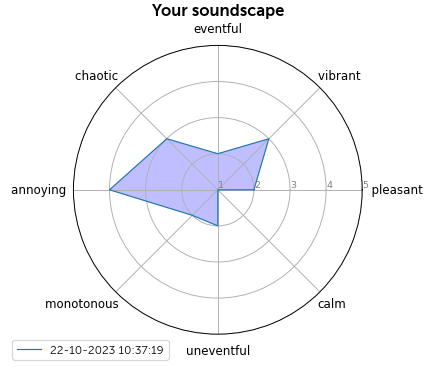 Your soundscape
eventful
chaotic
vibrant
annoying
1
2
3
4
5
pleasant
monotonous
calm
uneventful
22-10-2023 10:37:19